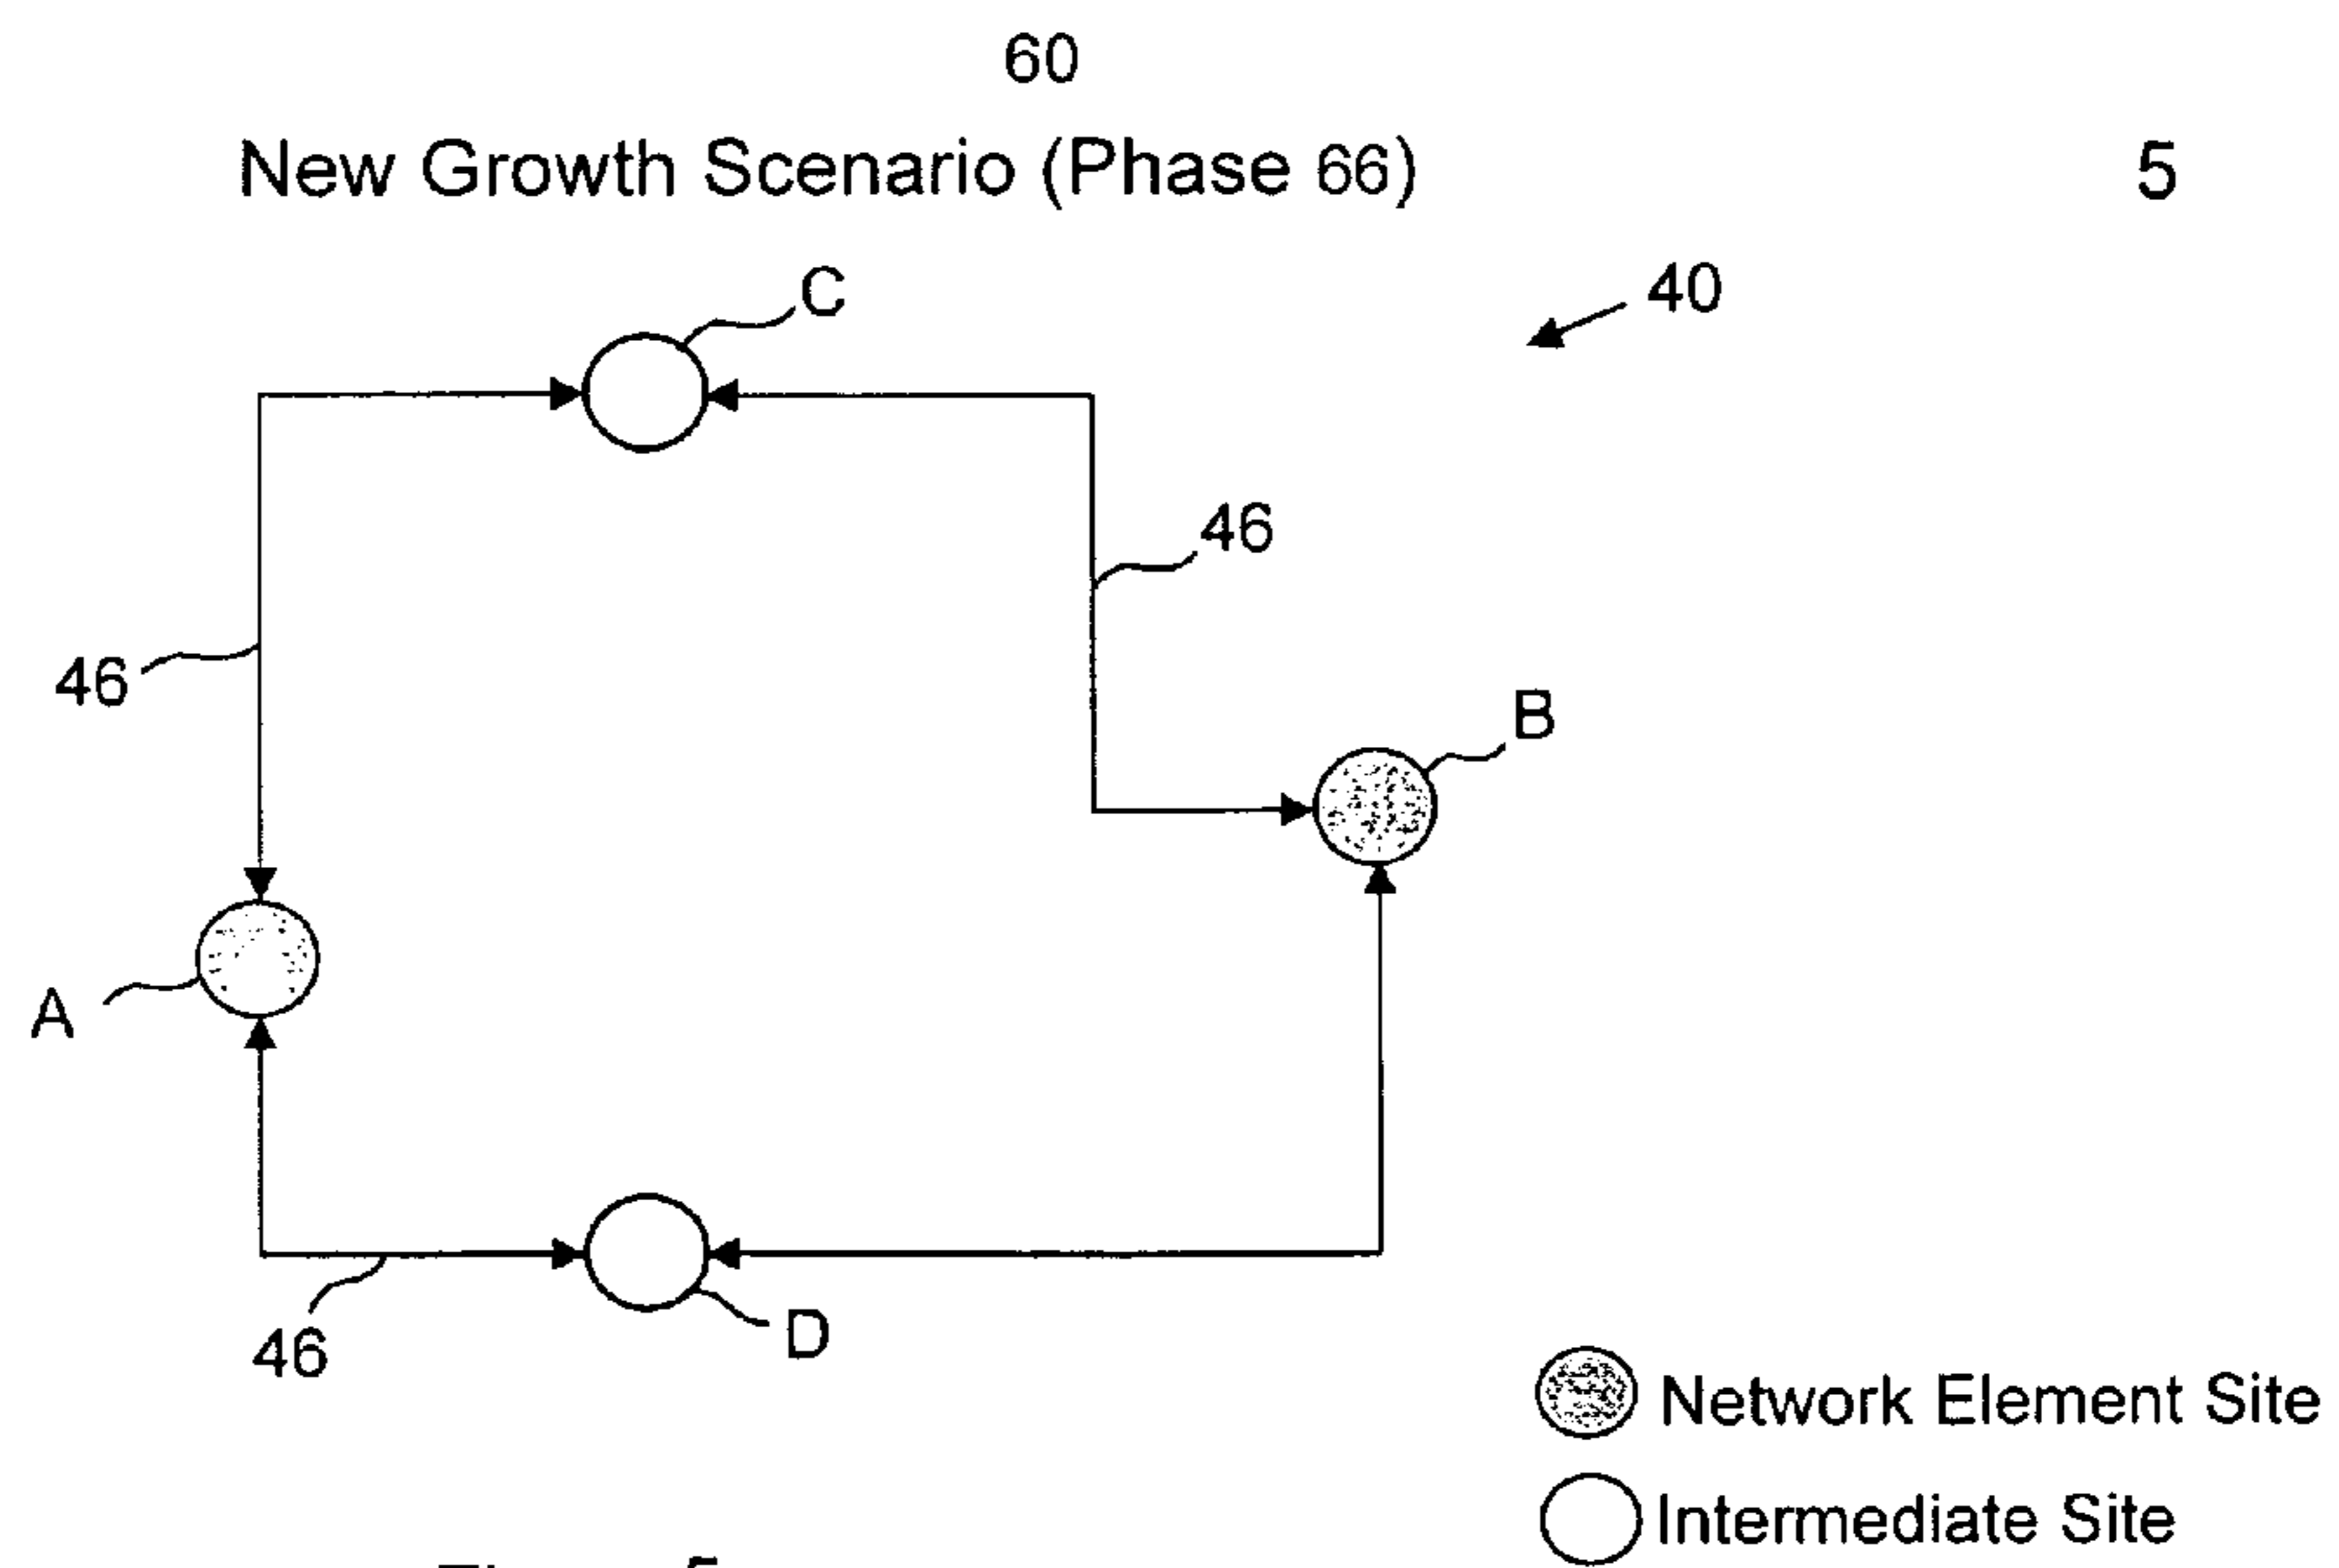 60
New Growth Scenario (Phase 66)
5
C
40
46
46
B
A
D
46
Network Element Site
Intermediate Site